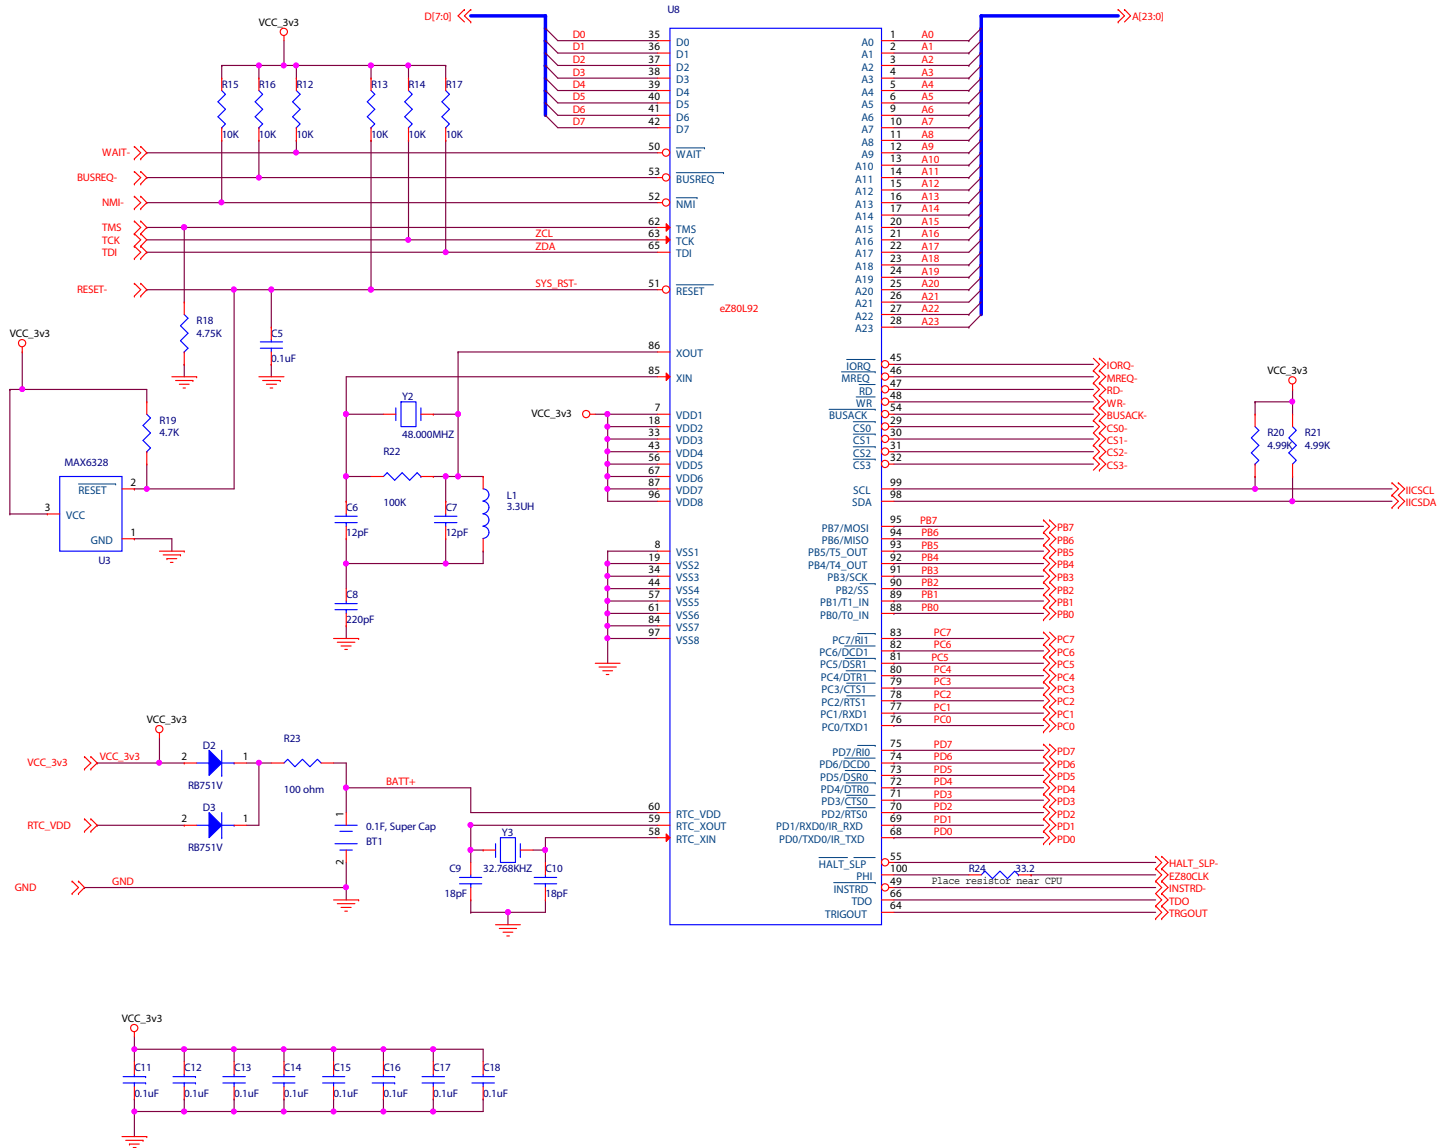 D[7:0]
U8
A[23:0]
VCC_3v3
R15 R16 R12 R13 R14 R17
10K 10K 10K 10K 10K 10K
D0 35 D0
D1 36 D1
D2 37 D2
D3 38 D3
D4 39 D4
D5 40 D5
D6 41 D6
D7 42 D7
WAIT- 50 WAIT
BUSREQ- 53 BUSREQ
NMI- 52 NMI
TMS 62 TMS
TCK ZCL 63 TCK
TDI ZDA 65 TDI
RESET- SYS_RST- 51 RESET
eZ80L92
A0 1 A0
A1 2 A1
A2 3 A2
A3 4 A3
A4 5 A4
A5 6 A5
A6 9 A6
A7 10 A7
A8 11 A8
A9 12 A9
A10 13 A10
A11 14 A11
A12 15 A12
A13 16 A13
A14 17 A14
A15 20 A15
A16 21 A16
A17 22 A17
A18 23 A18
A19 24 A19
A20 25 A20
A21 26 A21
A22 27 A22
A23 28 A23
R18
4.75K
C5
0.1uF
VCC_3v3
R19
4.7K
MAX6328
RESET 2
3 VCC
GND 1
U3
86 XOUT
85 XIN
Y2
48.000MHZ
R22
100K
C6
12pF
C7
12pF
L1
3.3UH
C8
220pF
VCC_3v3
7 VDD1
18 VDD2
33 VDD3
43 VDD4
56 VDD5
67 VDD6
87 VDD7
96 VDD8
8 VSS1
19 VSS2
34 VSS3
44 VSS4
57 VSS5
61 VSS6
84 VSS7
97 VSS8
IORQ 45 IORQ-
MREQ 46 MREQ-
RD 47 RD-
WR 48 WR-
BUSACK 54 BUSACK-
CS0 29 CS0-
CS1 30 CS1-
CS2 31 CS2-
CS3 32 CS3-
VCC_3v3
R20
4.99K
R21
4.99K
SCL 99 IICSCL
SDA 98 IICSDA
PB7/MOSI 95 PB7 PB7
PB6/MISO 94 PB6 PB6
PB5/T5_OUT 93 PB5 PB5
PB4/T4_OUT 92 PB4 PB4
PB3/SCK 91 PB3 PB3
PB2/SS 90 PB2 PB2
PB1/T1_IN 89 PB1 PB1
PB0/T0_IN 88 PB0 PB0
PC7/RI1 83 PC7 PC7
PC6/DCD1 82 PC6 PC6
PC5/DSR1 81 PC5 PC5
PC4/DTR1 80 PC4 PC4
PC3/CTS1 79 PC3 PC3
PC2/RTS1 78 PC2 PC2
PC1/RXD1 77 PC1 PC1
PC0/TXD1 76 PC0 PC0
PD7/RI0 75 PD7 PD7
PD6/DCD0 74 PD6 PD6
PD5/DSR0 73 PD5 PD5
PD4/DTR0 72 PD4 PD4
PD3/CTS0 71 PD3 PD3
PD2/RTS0 70 PD2 PD2
PD1/RXD0/IR_RXD 69 PD1 PD1
PD0/TXD0/IR_TXD 68 PD0 PD0
HALT_SLP 55 HALT_SLP-
PHI 100 R24 33.2 EZ80CLK
Place resistor near CPU
INSTRD 49 INSTRD-
TDO 66 TDO
TRIGOUT 64 TRGOUT
VCC_3v3
VCC_3v3 VCC_3v3 2 D2 1
RB751V
R23
100 ohm
RTC_VDD 2 D3 1
RB751V
BATT+
1
0.1F, Super Cap
BT1
2
GND GND
60 RTC_VDD
59 RTC_XOUT
58 RTC_XIN
Y3
32.768KHZ
C9
18pF
C10
18pF
VCC_3v3
C11 C12 C13 C14 C15 C16 C17 C18
0.1uF 0.1uF 0.1uF 0.1uF 0.1uF 0.1uF 0.1uF 0.1uF